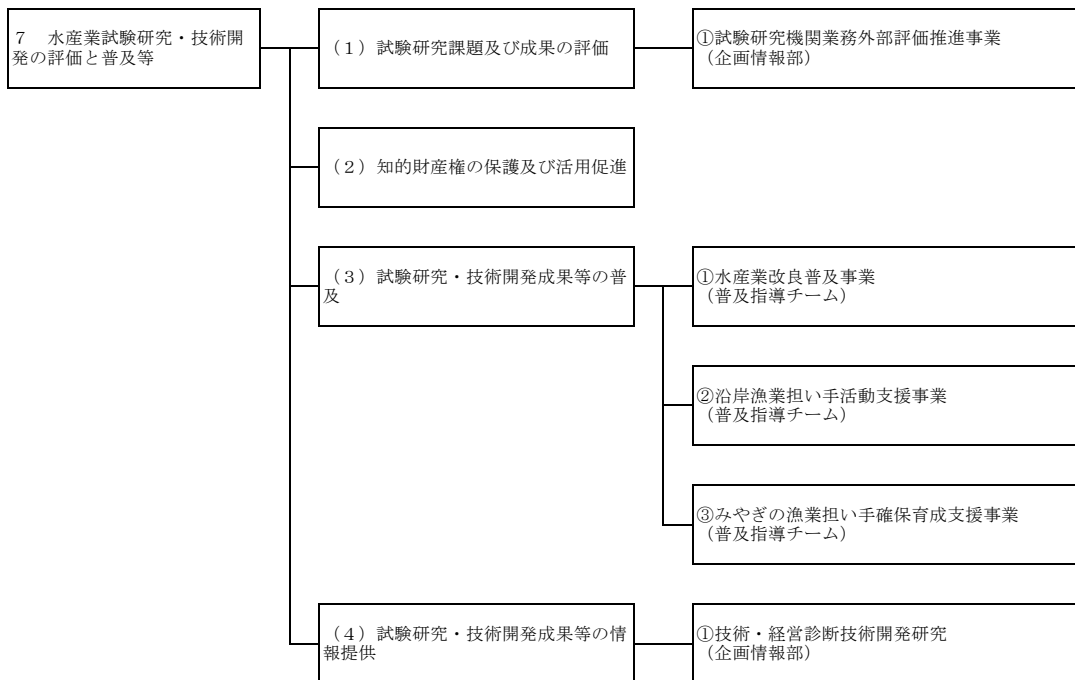 ７　水産業試験研究・技術開
発の評価と普及等
（１）試験研究課題及び成果の評価
①試験研究機関業務外部評価推進事業
（企画情報部）
（２）知的財産権の保護及び活用促進
（３）試験研究・技術開発成果等の普
及
①水産業改良普及事業
（普及指導チーム）
②沿岸漁業担い手活動支援事業
（普及指導チーム）
③みやぎの漁業担い手確保育成支援事業
（普及指導チーム）
（４）試験研究・技術開発成果等の情
報提供
①技術・経営診断技術開発研究
（企画情報部）